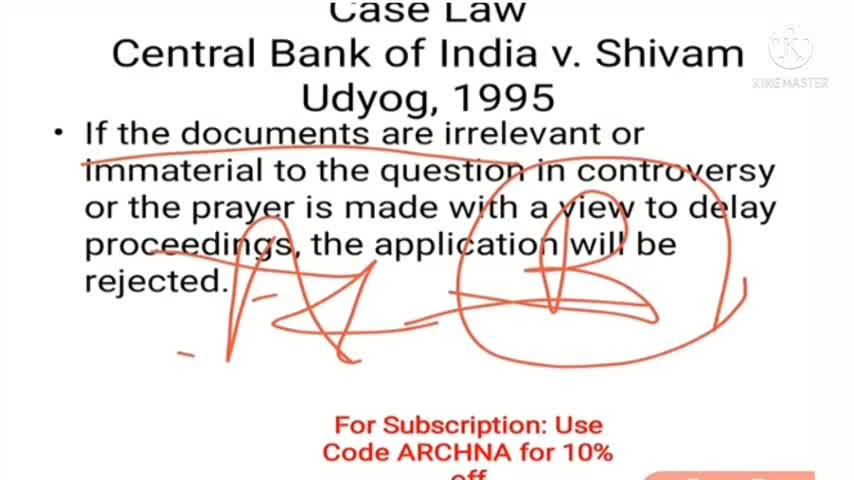 Case Law
Central Bank of India v. Shivam
Udyog, 1995
• If the documents are irrelevant or
immaterial to the question in controversy
or the prayer is made with a view to delay
proceedings, the application will be
rejected.
A
B
For Subscription: Use
Code ARCHNA for 10%
off
K
KINEMASTER